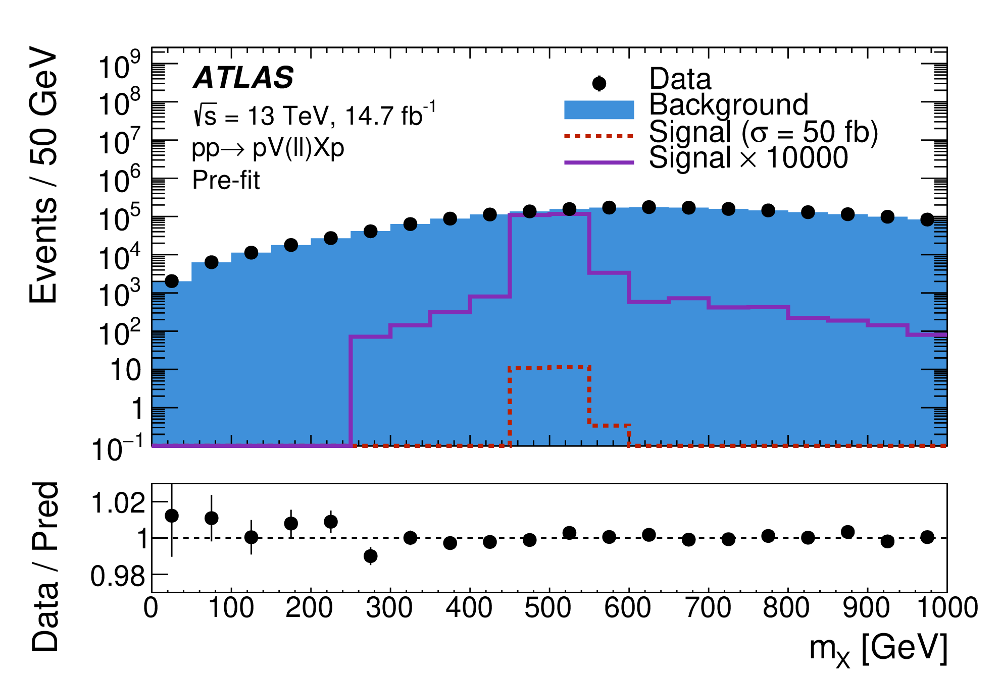 Events / 50 GeV
10⁹
10⁸
10⁷
10⁶
10⁵
10⁴
10³
10²
10
1
10⁻¹
ATLAS
√s = 13 TeV, 14.7 fb⁻¹
pp→ pV(ll)Xp
Pre-fit
Data
Background
Signal (σ = 50 fb)
Signal × 10000
Data / Pred
1.02
1
0.98
0 100 200 300 400 500 600 700 800 900 1000
m_X [GeV]